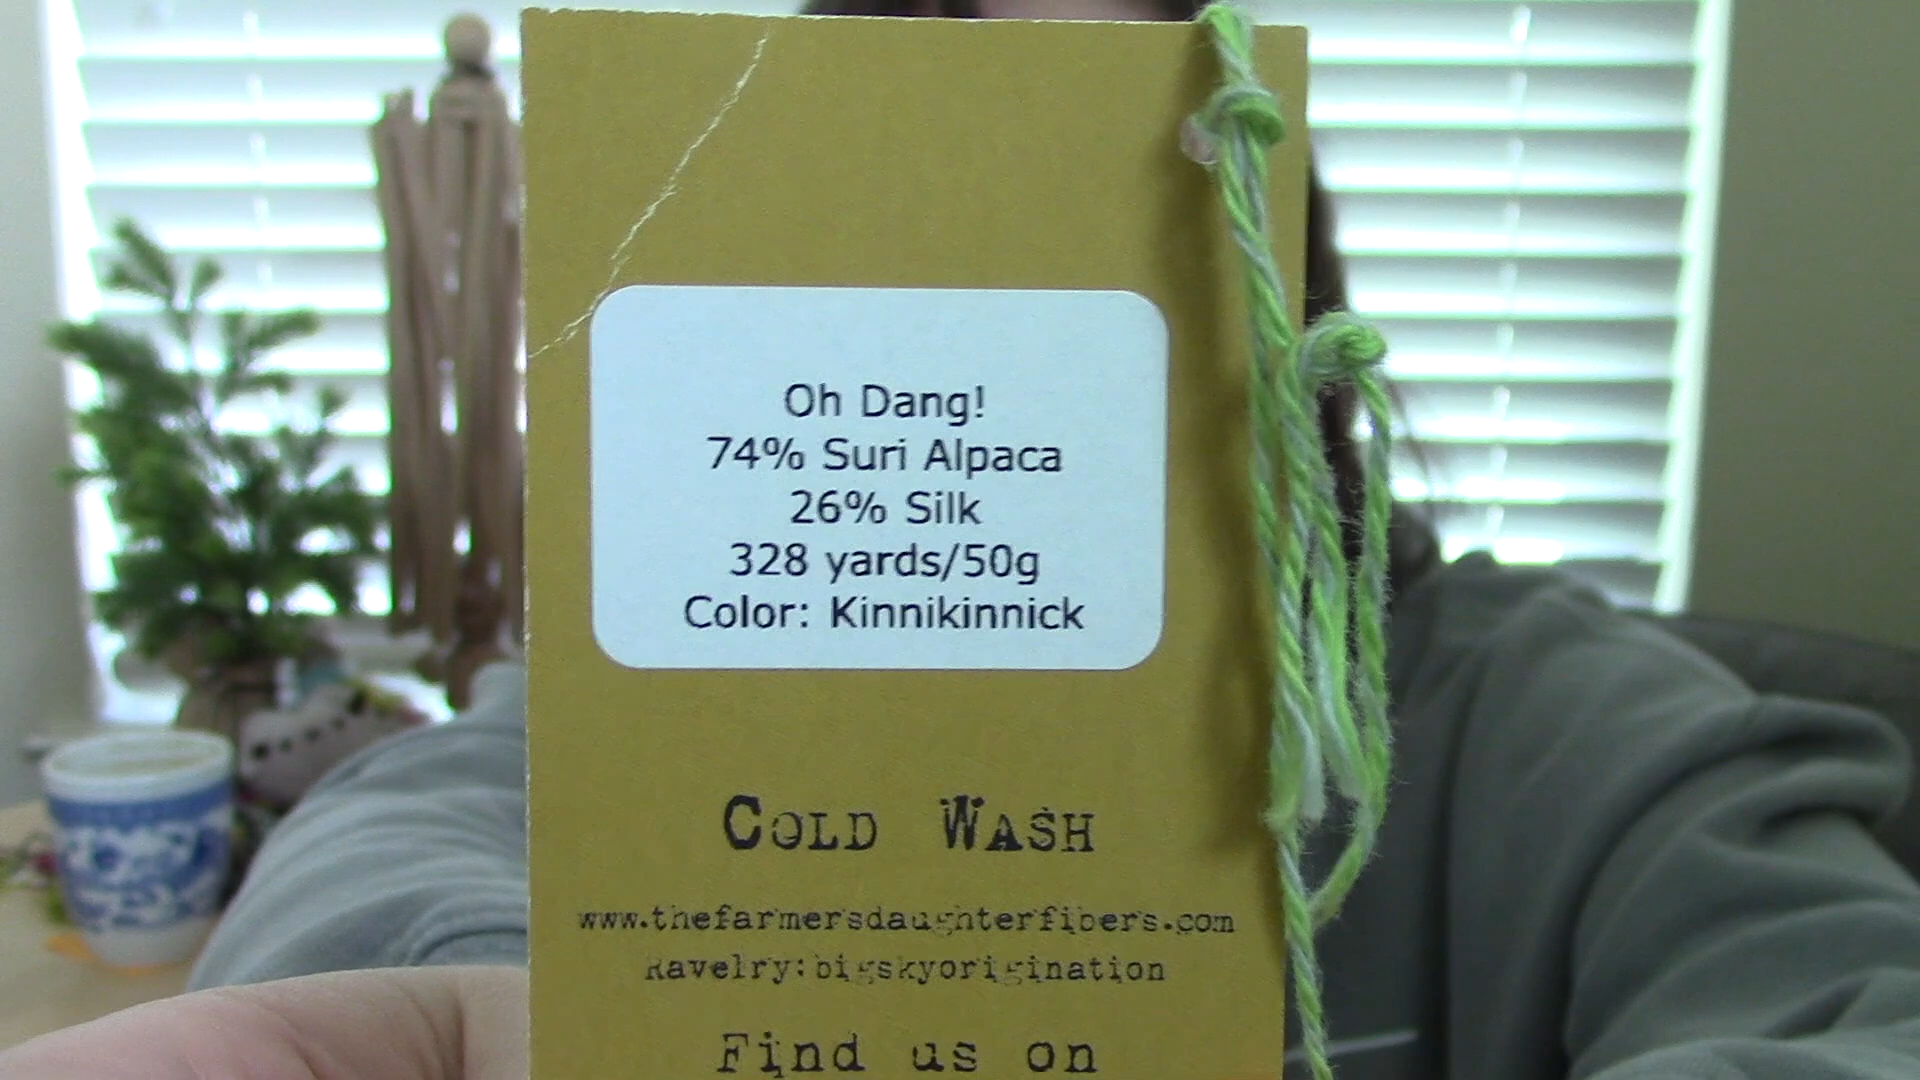 Oh Dang!
74% Suri Alpaca
26% Silk
328 yards/50g
Color: Kinnikinnick
COLD WASH
www.thefarmersdaughterfibers.com
Ravelry:bigskyorigination
Find us on